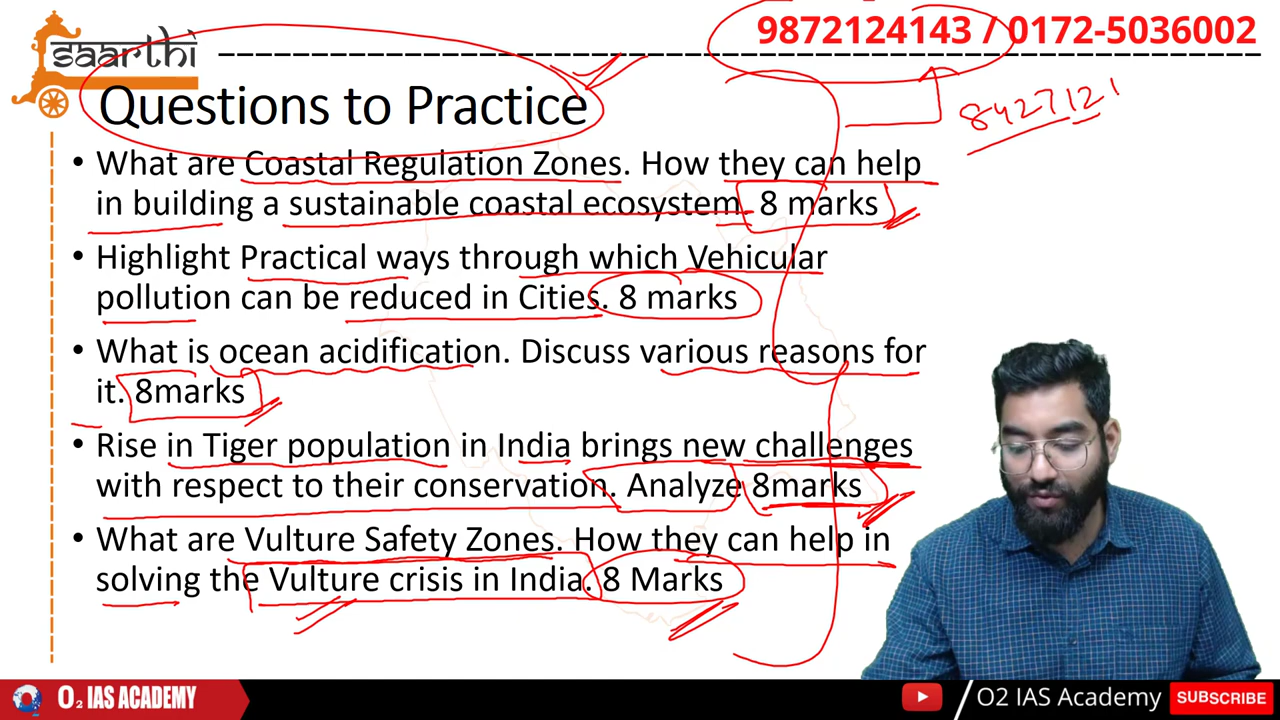 saarthi
9872124143 / 0172-5036002
8427121
Questions to Practice
• What are Coastal Regulation Zones. How they can help
in building a sustainable coastal ecosystem. 8 marks
• Highlight Practical ways through which Vehicular
pollution can be reduced in Cities. 8 marks
• What is ocean acidification. Discuss various reasons for
it. 8marks
• Rise in Tiger population in India brings new challenges
with respect to their conservation. Analyze 8marks
• What are Vulture Safety Zones. How they can help in
solving the Vulture crisis in India. 8 Marks
O2 IAS ACADEMY
O2 IAS Academy SUBSCRIBE